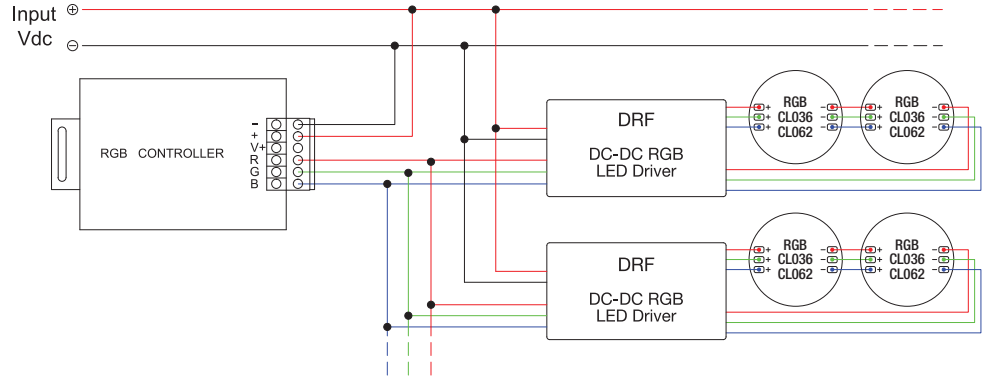 Input ⊕
Vdc ⊖
RGB CONTROLLER
-
+
V+
R
G
B
DRF
DC-DC RGB
LED Driver
+ RGB -
+ CL036 -
+ CL062 -
+ RGB -
+ CL036 -
+ CL062 -
DRF
DC-DC RGB
LED Driver
+ RGB -
+ CL036 -
+ CL062 -
+ RGB -
+ CL036 -
+ CL062 -